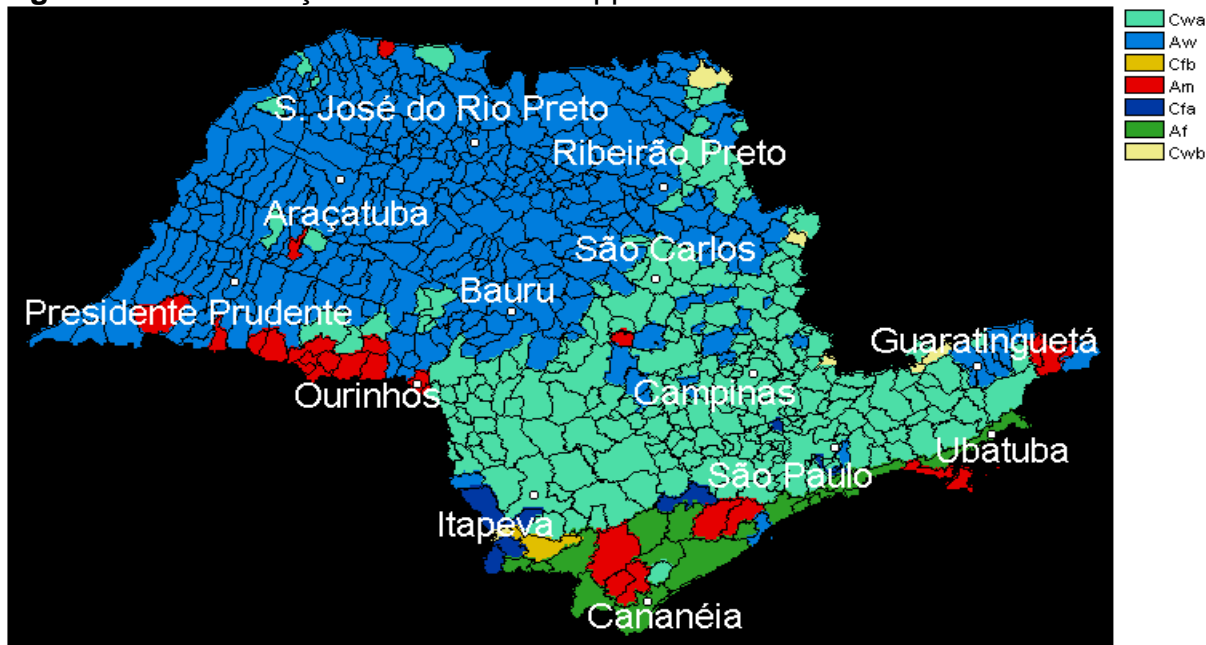 S. José do Rio Preto
Ribeirão Preto
Araçatuba
São Carlos
Bauru
Presidente Prudente
Guaratinguetá
Ourinhos
Campinas
Ubatuba
São Paulo
Itapeva
Cananéia
Cwa
Aw
Cfb
Am
Cfa
Af
Cwb